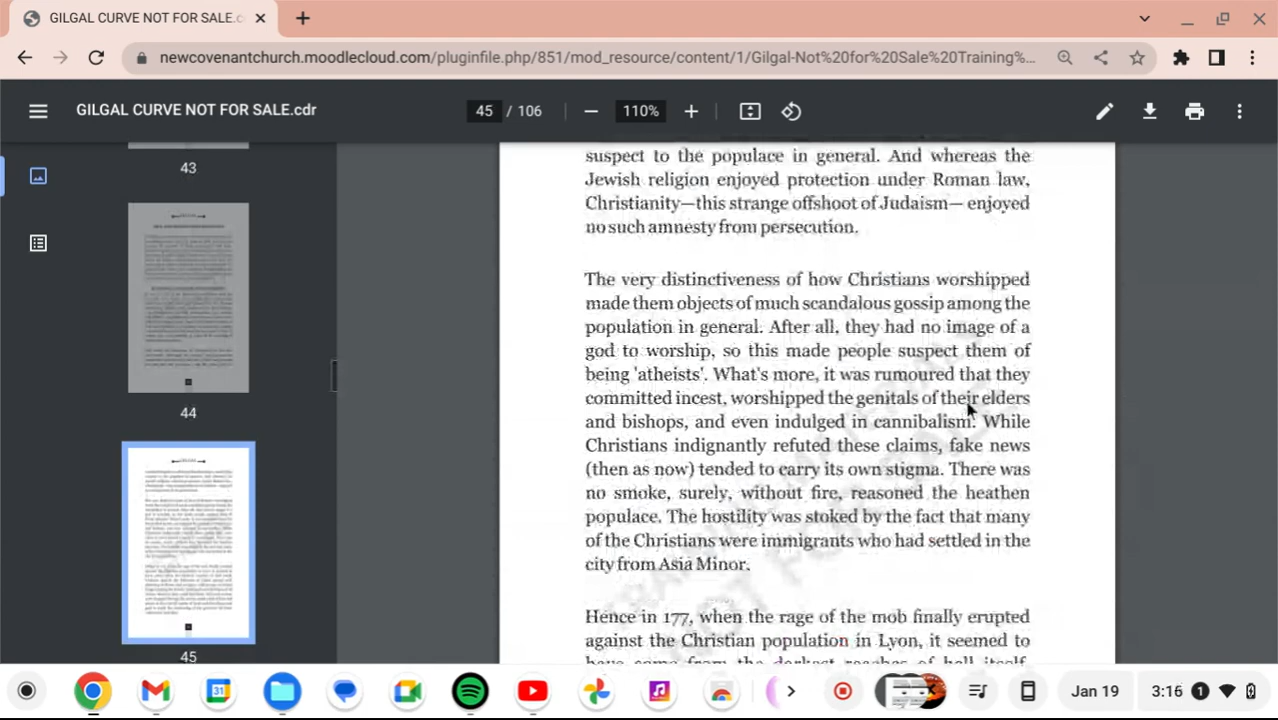 GILGAL CURVE NOT FOR SALE.c
newcovenantchurch.moodlecloud.com/pluginfile.php/851/mod_resource/content/1/Gilgal-Not%20for%20Sale%20Training%...
GILGAL CURVE NOT FOR SALE.cdr
45 / 106
110%
43
44
45
suspect to the populace in general. And whereas the
Jewish religion enjoyed protection under Roman law,
Christianity—this strange offshoot of Judaism— enjoyed
no such amnesty from persecution.
The very distinctiveness of how Christians worshipped
made them objects of much scandalous gossip among the
population in general. After all, they had no image of a
god to worship, so this made people suspect them of
being 'atheists'. What's more, it was rumoured that they
committed incest, worshipped the genitals of their elders
and bishops, and even indulged in cannibalism. While
Christians indignantly refuted these claims, fake news
(then as now) tended to carry its own stigma. There was
no smoke, surely, without fire, reasoned the heathen
populace. The hostility was stoked by the fact that many
of the Christians were immigrants who had settled in the
city from Asia Minor.
Hence in 177, when the rage of the mob finally erupted
against the Christian population in Lyon, it seemed to
have come from the darkest reaches of hell itself.
Jan 19
3:16
1